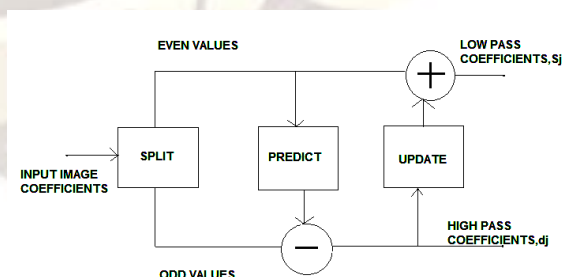 EVEN VALUES
LOW PASS
COEFFICIENTS,Sj
+
SPLIT
PREDICT
UPDATE
INPUT IMAGE
COEFFICIENTS
HIGH PASS
COEFFICIENTS,dj
−
ODD VALUES